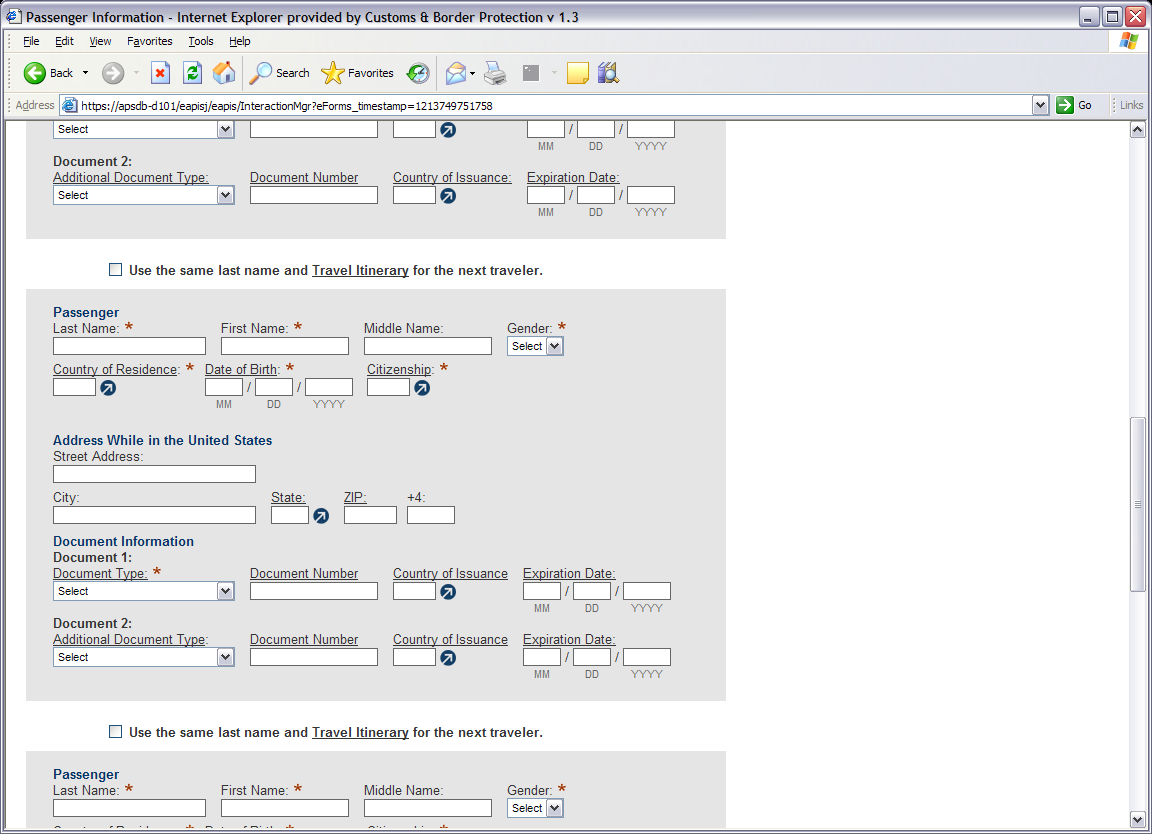 Passenger Information - Internet Explorer provided by Customs & Border Protection v 1.3
File Edit View Favorites Tools Help
Back Search Favorites
Address https://apsdb-d101/eapisj/eapis/InteractionMgr?eForms_timestamp=1213749751758 Go Links
Select / /
MM DD YYYY
Document 2:
Additional Document Type: Document Number Country of Issuance: Expiration Date:
Select / /
MM DD YYYY
Use the same last name and Travel Itinerary for the next traveler.
Passenger
Last Name: * First Name: * Middle Name: Gender: *
Select
Country of Residence: * Date of Birth: * Citizenship: *
/ /
MM DD YYYY
Address While in the United States
Street Address:
City: State: ZIP: +4:
Document Information
Document 1:
Document Type: * Document Number Country of Issuance Expiration Date:
Select / /
MM DD YYYY
Document 2:
Additional Document Type: Document Number Country of Issuance Expiration Date:
Select / /
MM DD YYYY
Use the same last name and Travel Itinerary for the next traveler.
Passenger
Last Name: * First Name: * Middle Name: Gender: *
Select